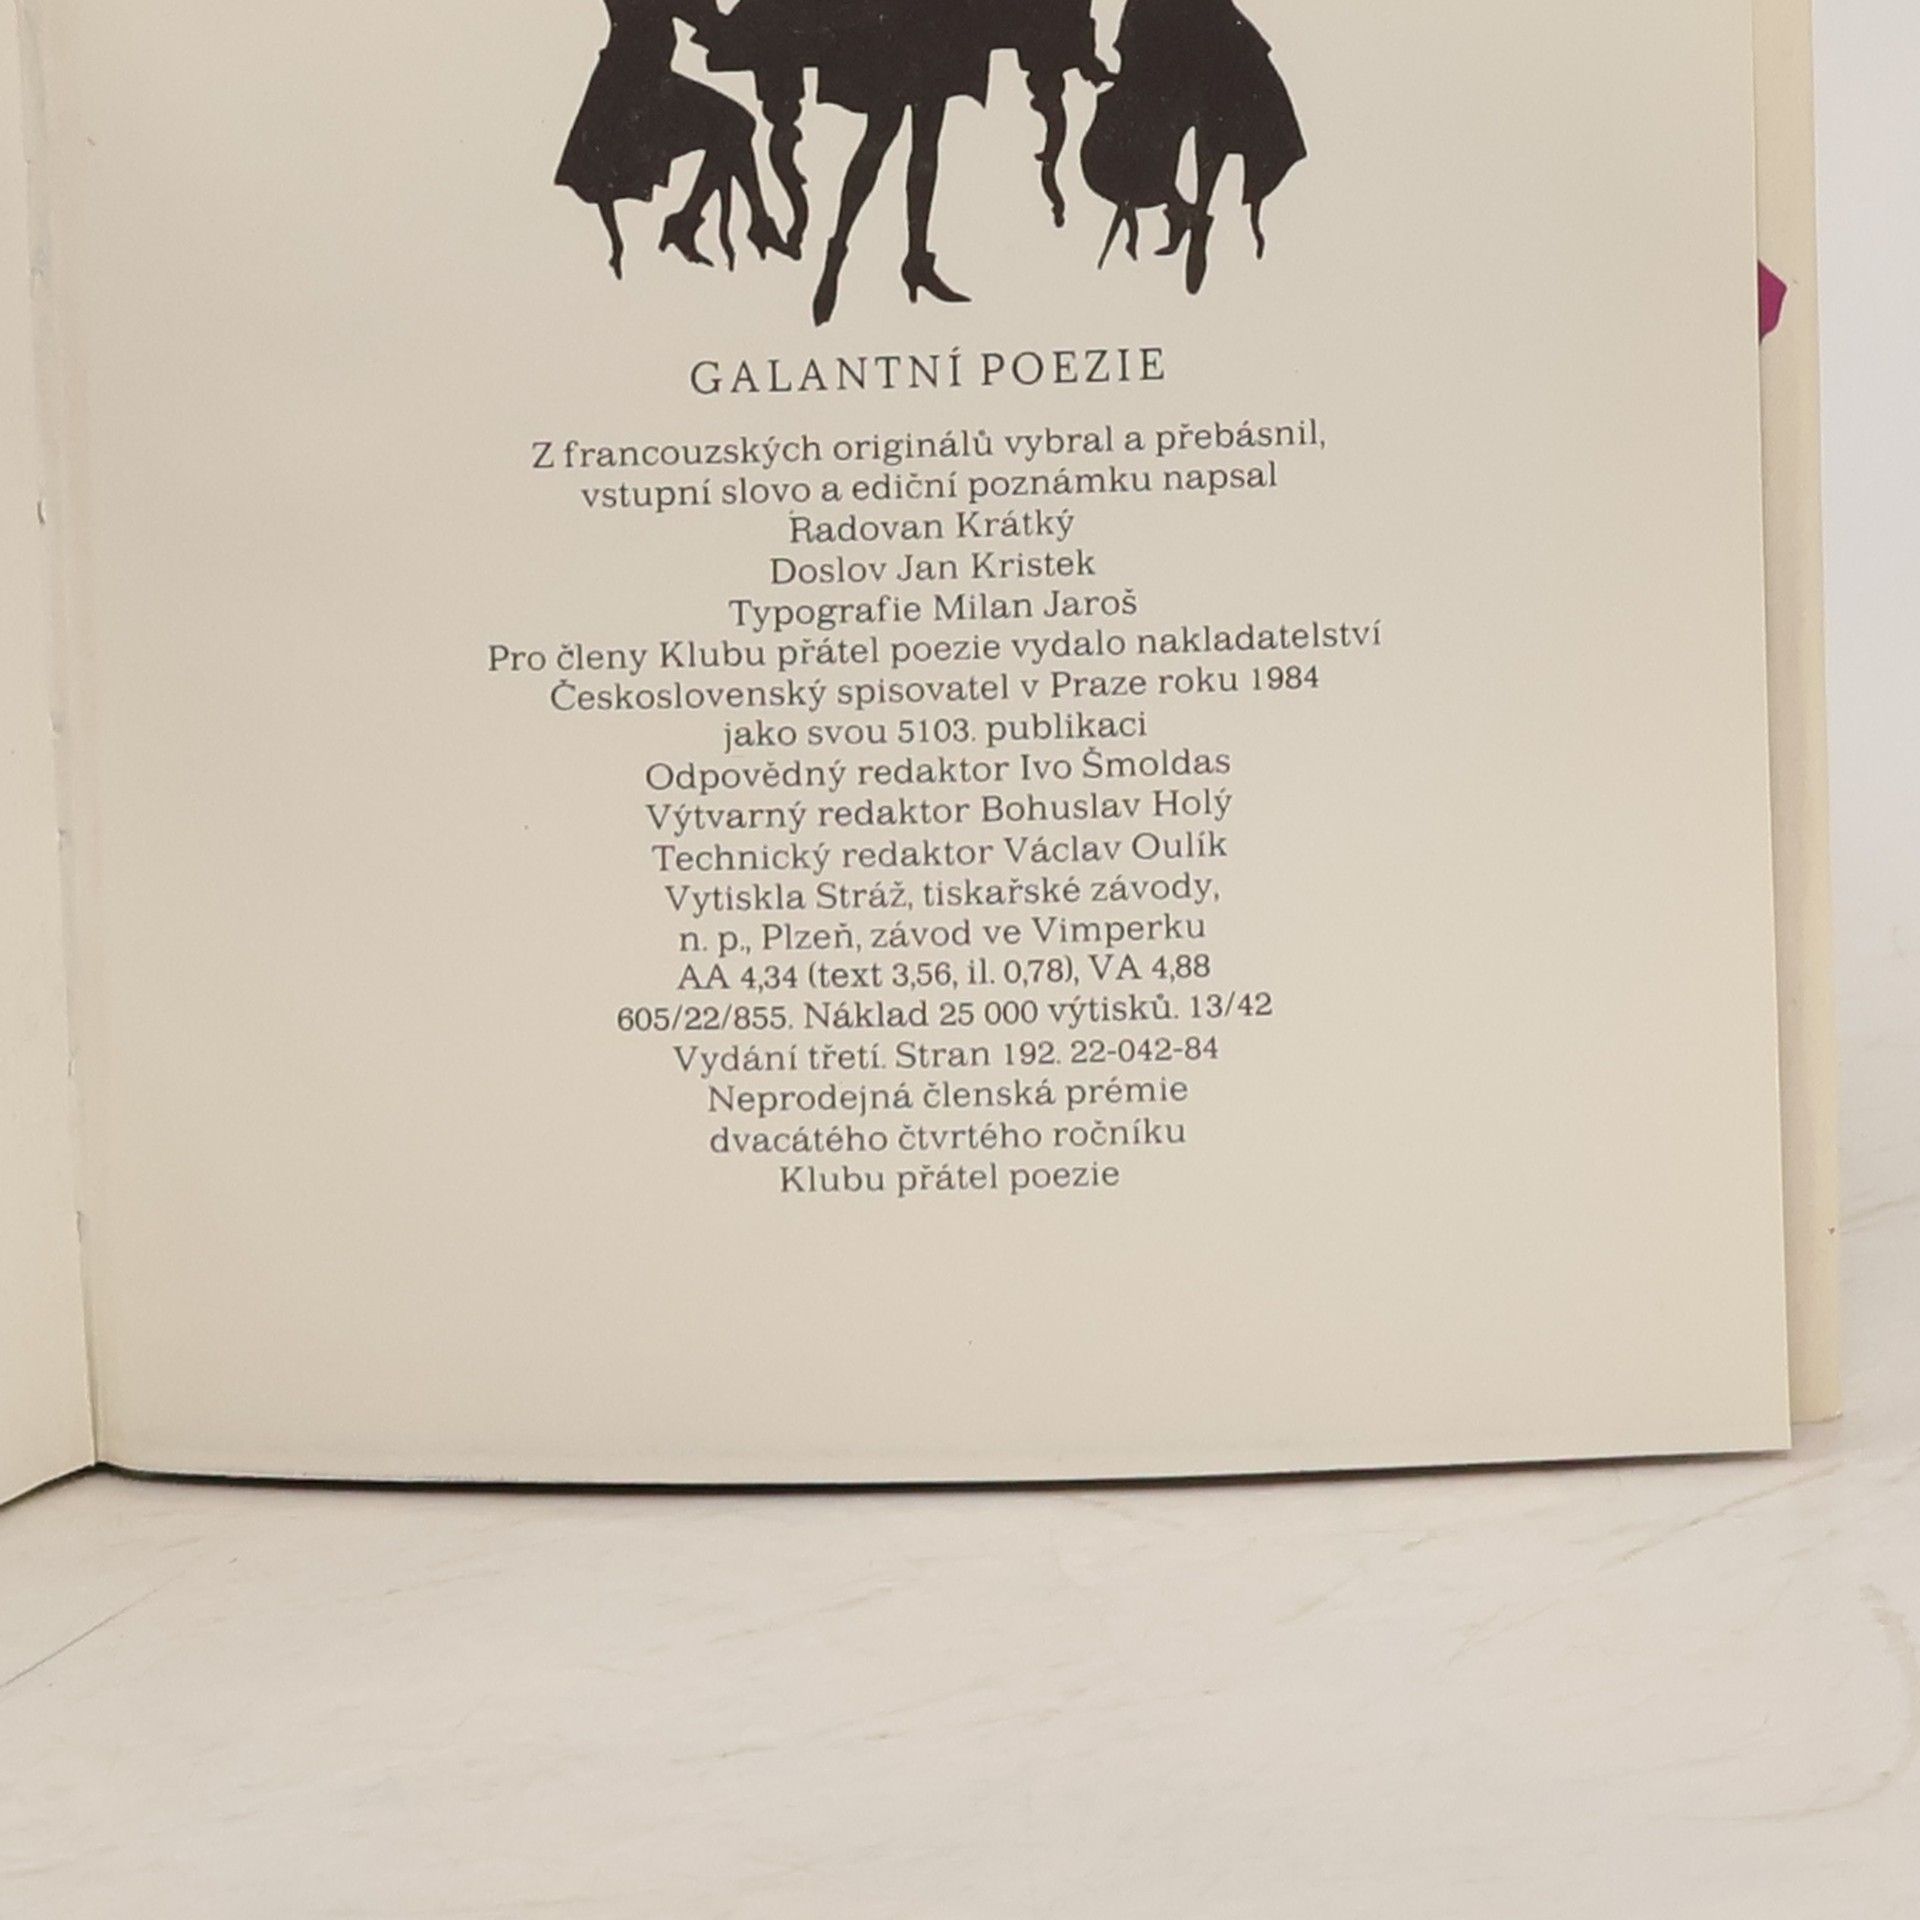 GALANTNÍ POEZIE
Z francouzských originálů vybral a přebásnil,
vstupní slovo a ediční poznámku napsal
Radovan Krátký
Doslov Jan Kristek
Typografie Milan Jaroš
Pro členy Klubu přátel poezie vydalo nakladatelství
Československý spisovatel v Praze roku 1984
jako svou 5103. publikaci
Odpovědný redaktor Ivo Šmoldas
Výtvarný redaktor Bohuslav Holý
Technický redaktor Václav Oulík
Vytiskla Stráž, tiskařské závody,
n. p., Plzeň, závod ve Vimperku
AA 4,34 (text 3,56, il. 0,78), VA 4,88
605/22/855. Náklad 25 000 výtisků. 13/42
Vydání třetí. Stran 192. 22-042-84
Neprodejná členská prémie
dvacátého čtvrtého ročníku
Klubu přátel poezie